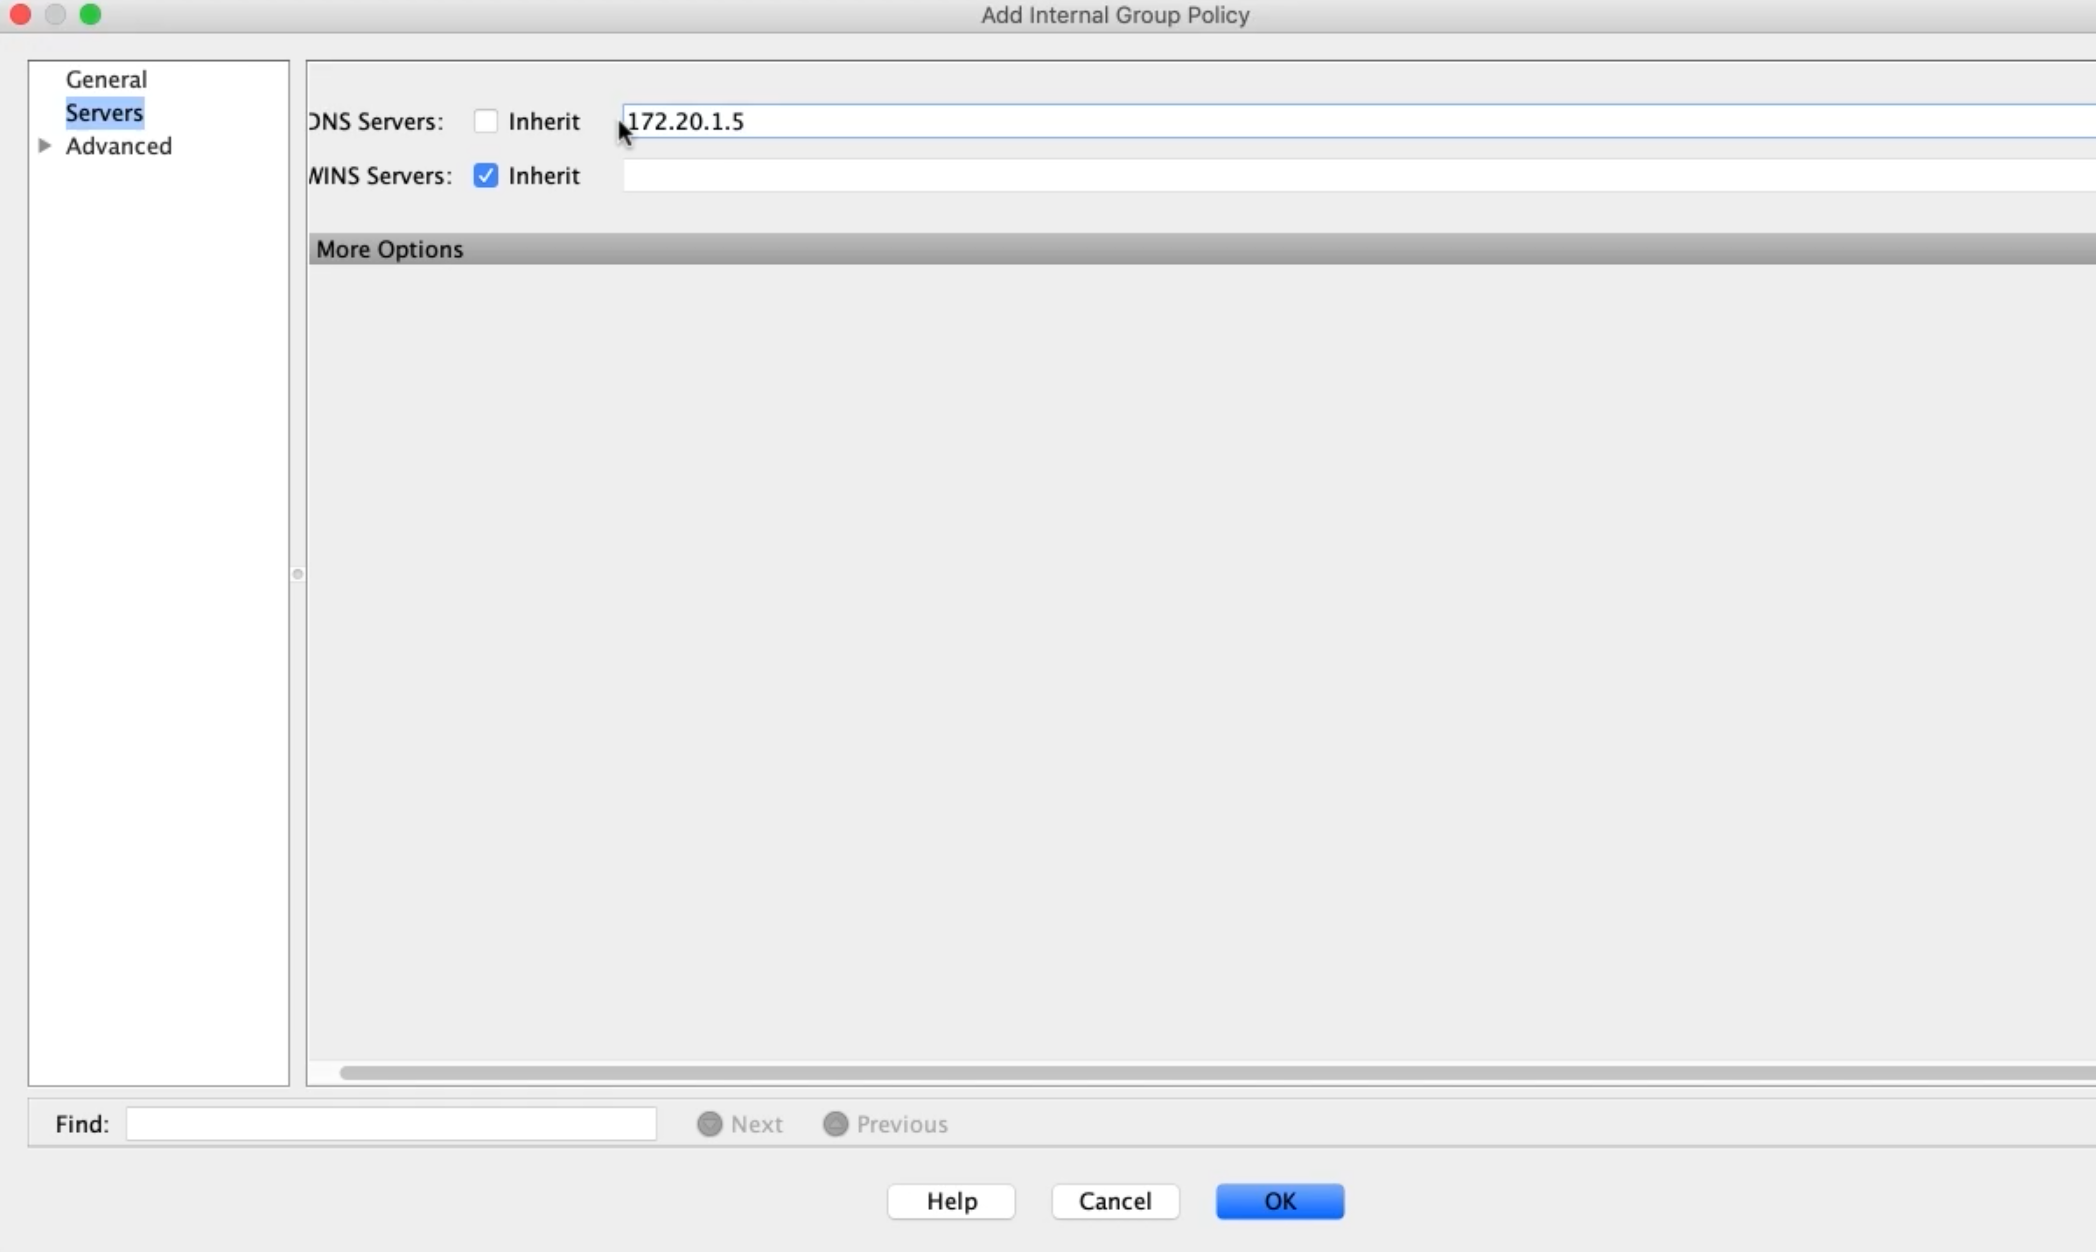 Add Internal Group Policy
General
Servers
Advanced
DNS Servers: Inherit 172.20.1.5
WINS Servers: Inherit
More Options
Find: Next Previous
Help Cancel OK